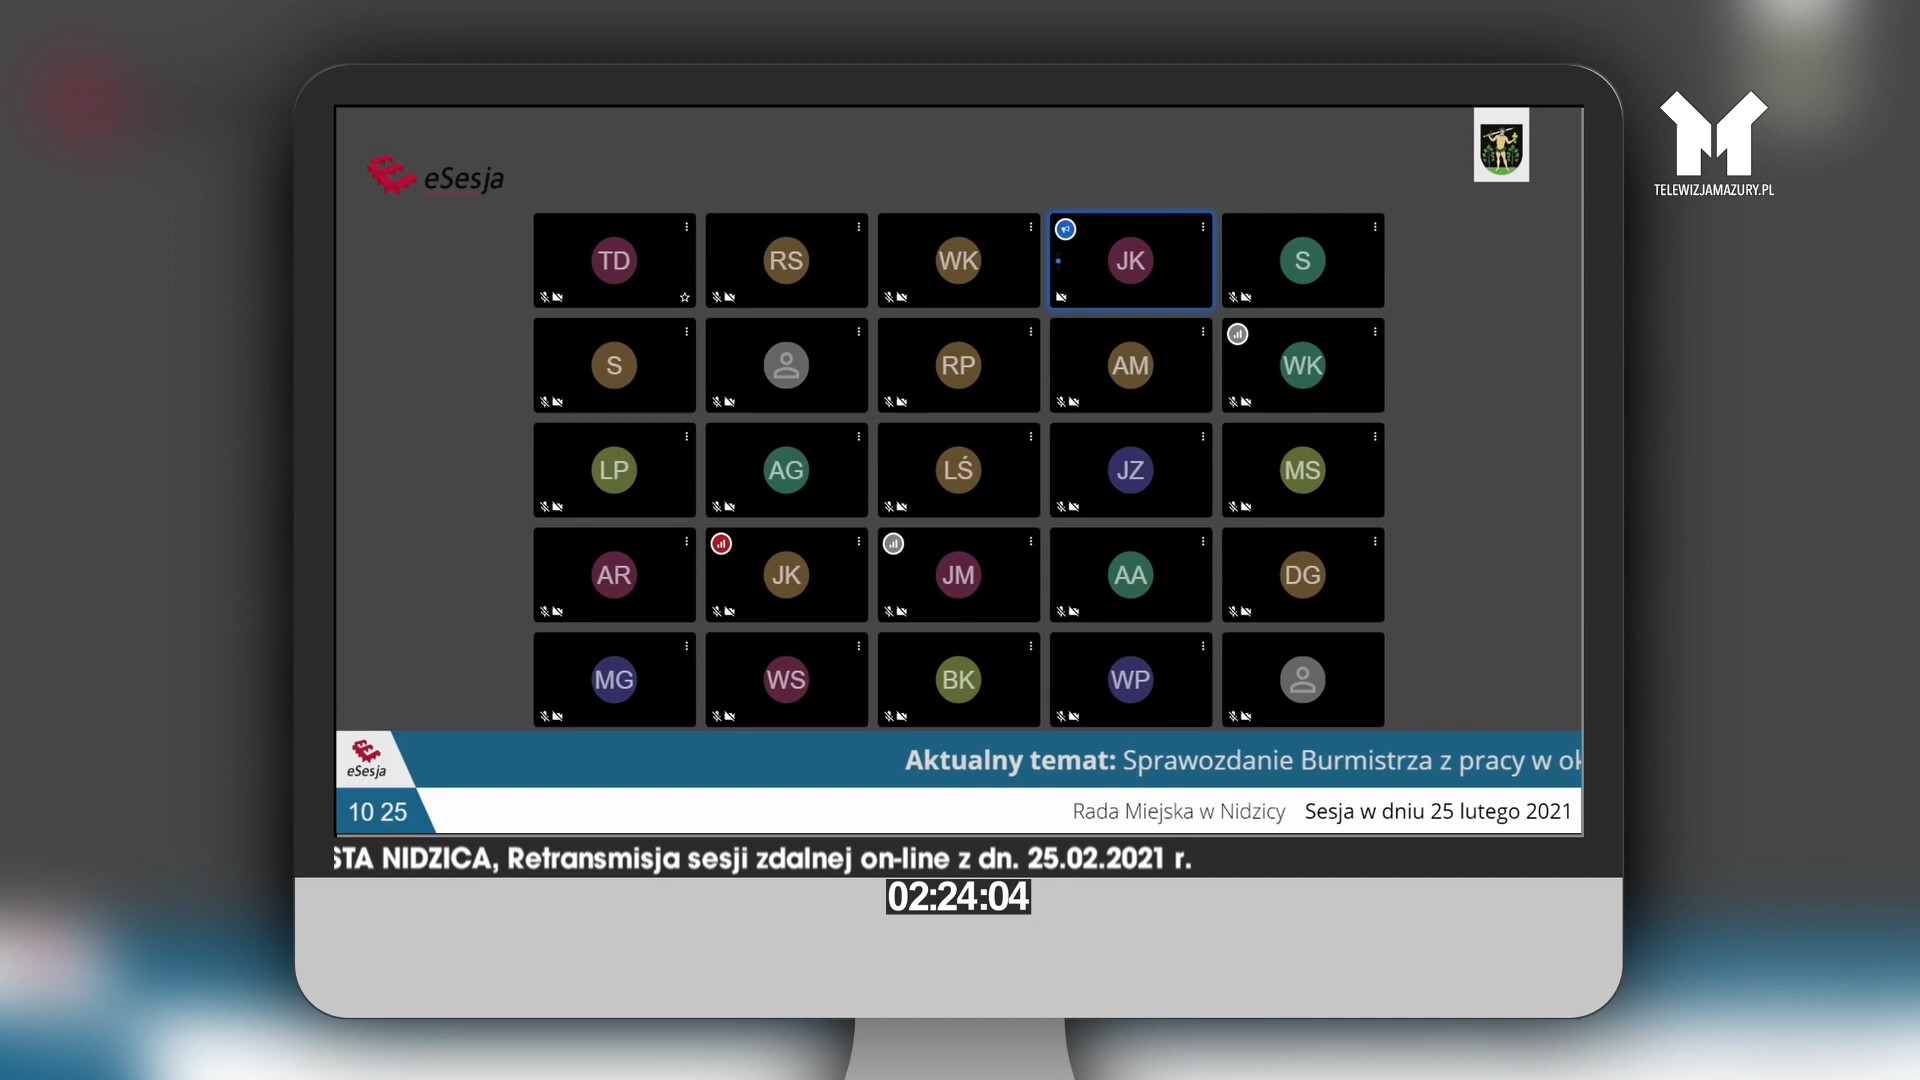 TELEWIZJAMAZURY.PL
eSesja
TD
RS
WK
JK
S
S
RP
AM
WK
LP
AG
LŚ
JZ
MS
AR
JK
JM
AA
DG
MG
WS
BK
WP
eSesja
Aktualny temat: Sprawozdanie Burmistrza z pracy w ok
10 25
Rada Miejska w Nidzicy Sesja w dniu 25 lutego 2021
STA NIDZICA, Retransmisja sesji zdalnej on-line z dn. 25.02.2021 r.
02:24:04